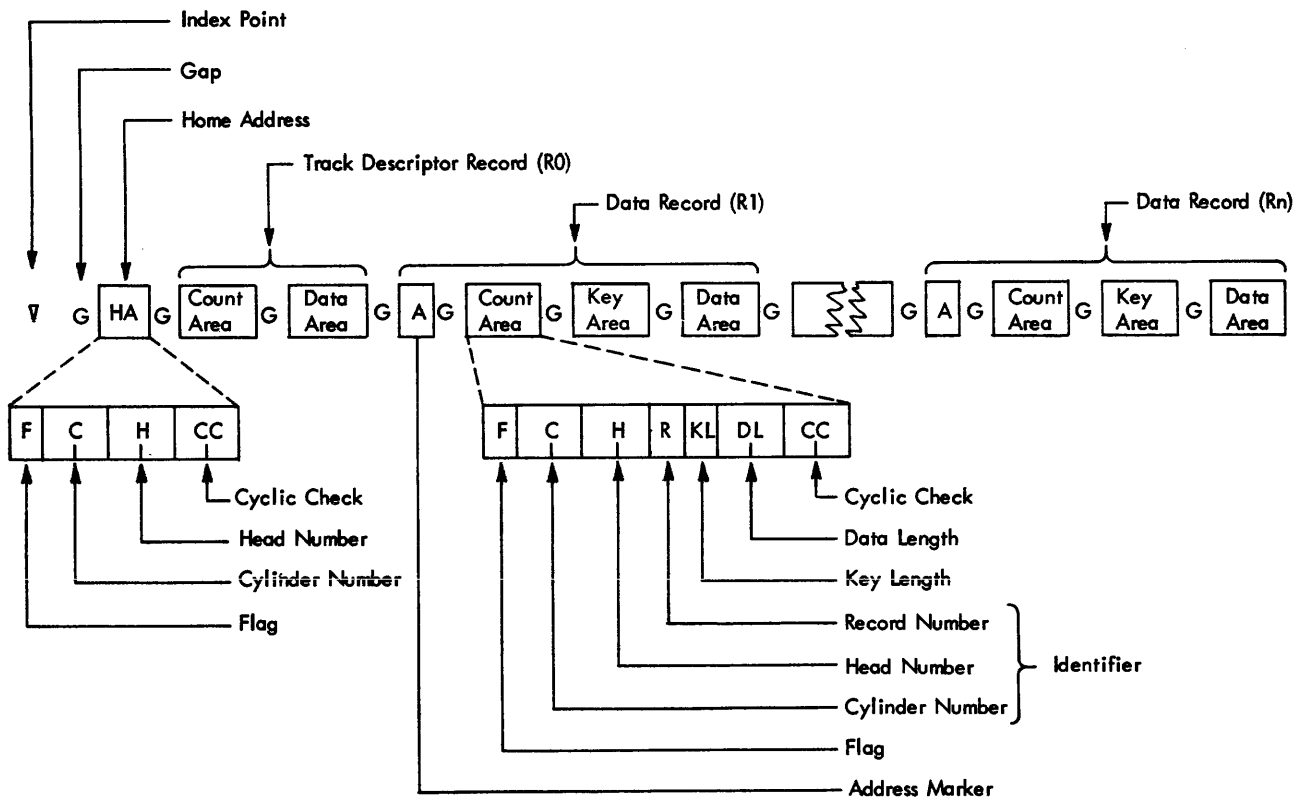 Index Point
Gap
Home Address
Track Descriptor Record (R0)
Data Record (R1)
Data Record (Rn)
G HA G Count Area G Data Area G A G Count Area G Key Area G Data Area G G A G Count Area G Key Area G Data Area
F C H CC
F C H R KL DL CC
Cyclic Check
Head Number
Cylinder Number
Flag
Cyclic Check
Data Length
Key Length
Record Number
Head Number
Identifier
Cylinder Number
Flag
Address Marker